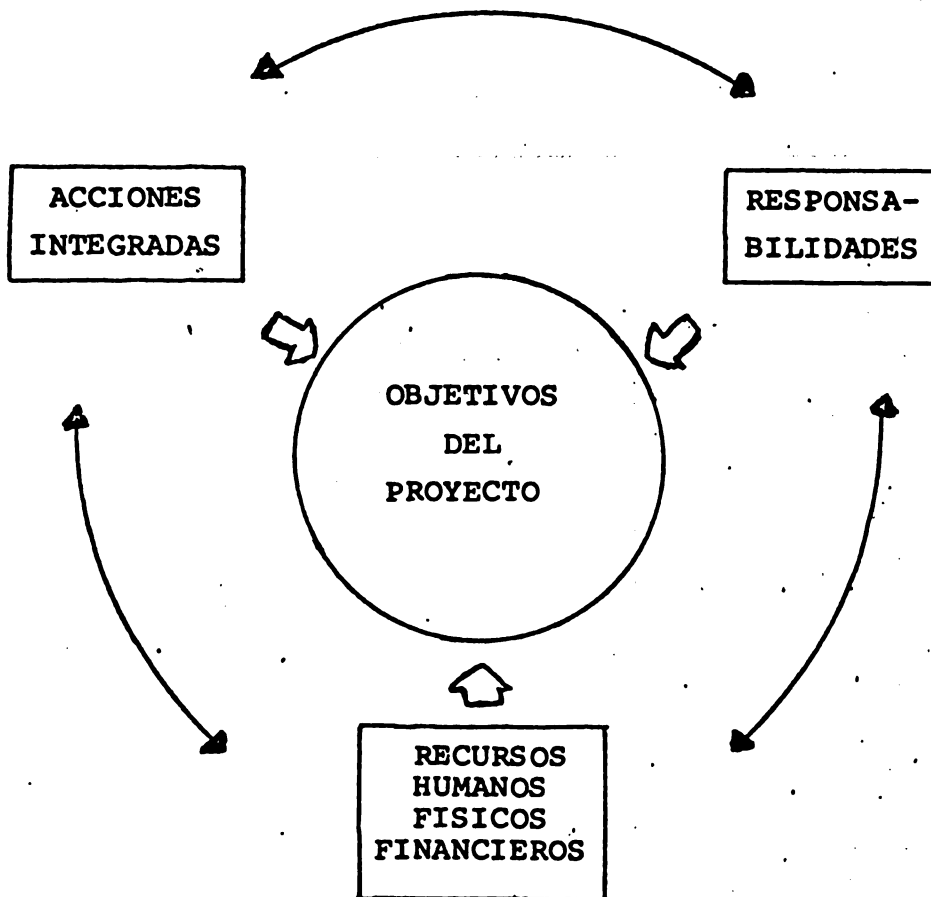 ACCIONES
INTEGRADAS
RESPONSA-
BILIDADES
OBJETIVOS
DEL
PROYECTO
RECURSOS
HUMANOS
FISICOS
FINANCIEROS